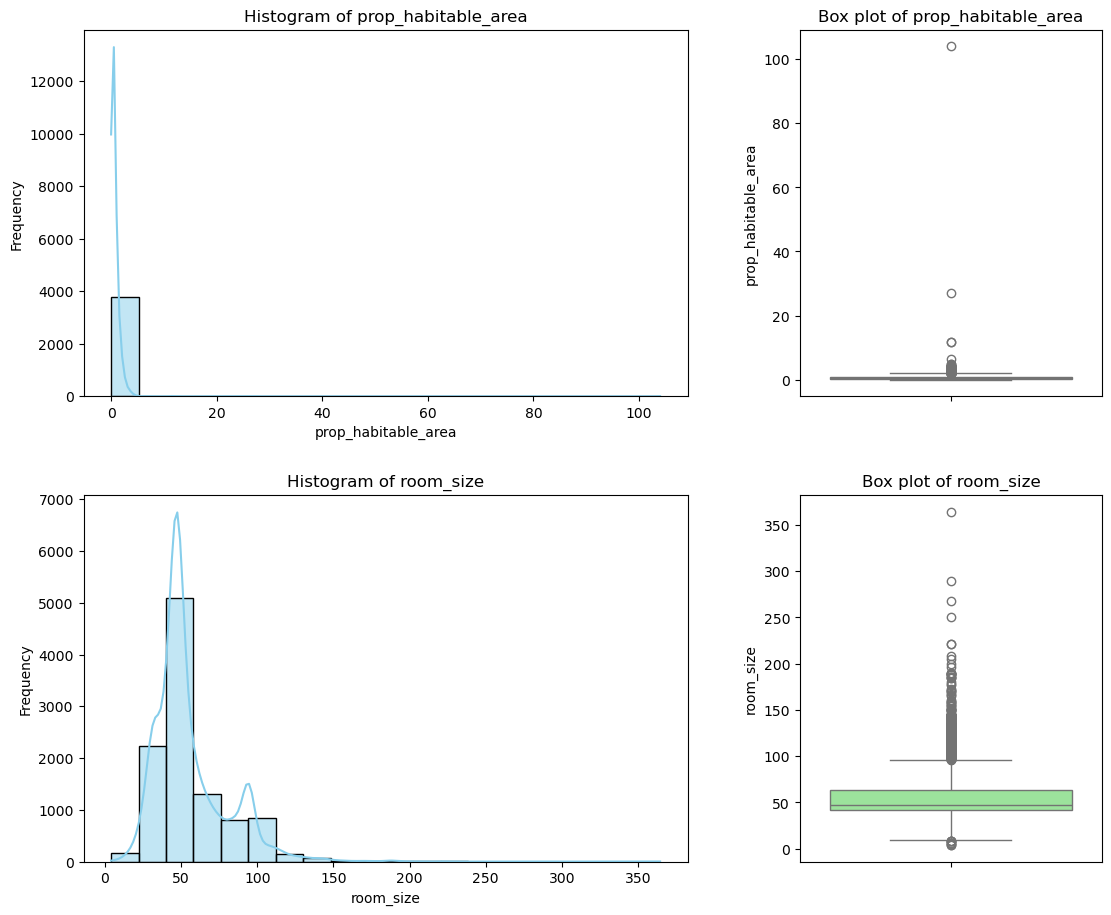 Histogram of prop_habitable_area
Frequency
12000
10000
8000
6000
4000
2000
0
0 20 40 60 80 100
prop_habitable_area
Box plot of prop_habitable_area
prop_habitable_area
100
80
60
40
20
0
Histogram of room_size
Frequency
7000
6000
5000
4000
3000
2000
1000
0
0 50 100 150 200 250 300 350
room_size
Box plot of room_size
room_size
350
300
250
200
150
100
50
0